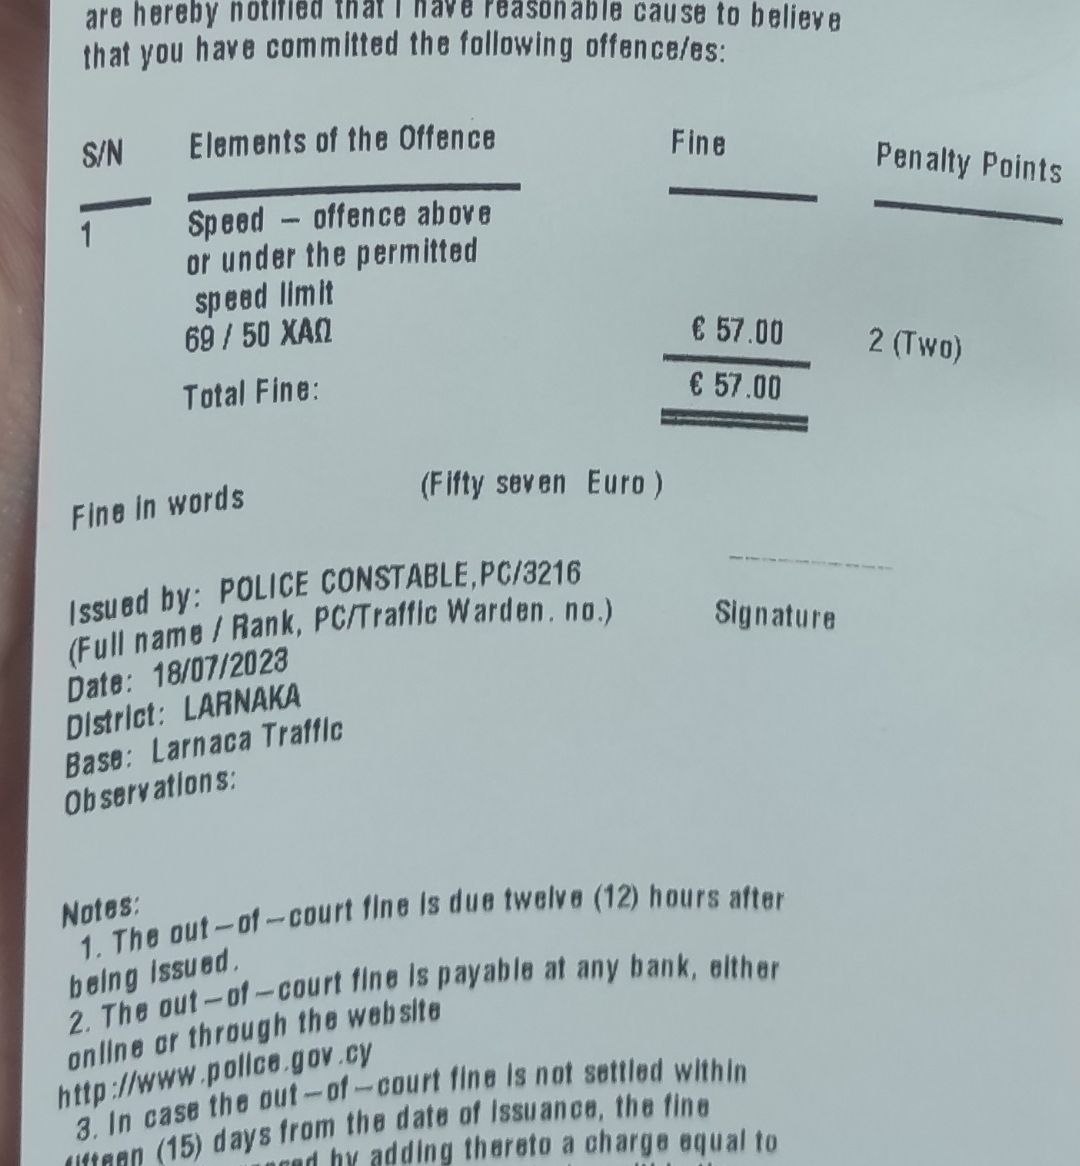 are hereby notified that I have reasonable cause to believe
that you have committed the following offence/es:
S/N Elements of the Offence Fine Penalty Points
1 Speed – offence above
or under the permitted
speed limit
69 / 50 ΧΑΩ € 57.00 2 (Two)
Total Fine: € 57.00
Fine in words (Fifty seven Euro )
Issued by: POLICE CONSTABLE,PC/3216
(Full name / Rank, PC/Traffic Warden. no.) Signature
Date: 18/07/2023
District: LARNAKA
Base: Larnaca Traffic
Observations:
Notes:
1. The out–of–court fine is due twelve (12) hours after
being issued.
2. The out–of–court fine is payable at any bank, either
online or through the website
http://www.police.gov.cy
3. In case the out–of–court fine is not settled within
fifteen (15) days from the date of issuance, the fine
by adding thereto a charge equal to